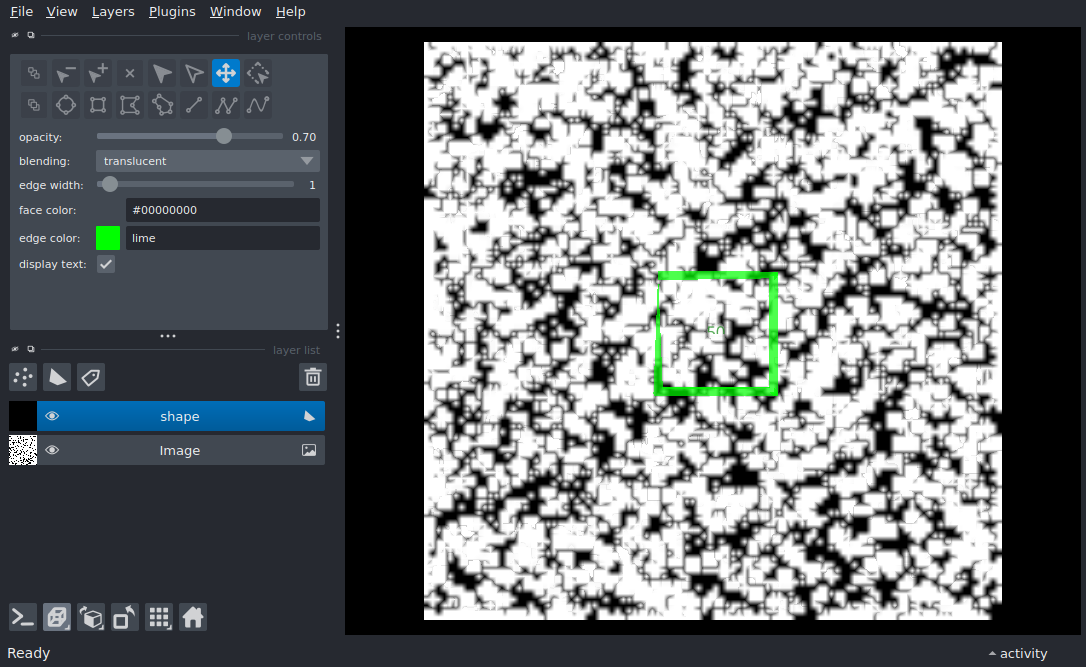 File View Layers Plugins Window Help
layer controls
opacity: 0.70
blending: translucent
edge width: 1
face color: #00000000
edge color: lime
display text:
layer list
shape
Image
Ready
activity